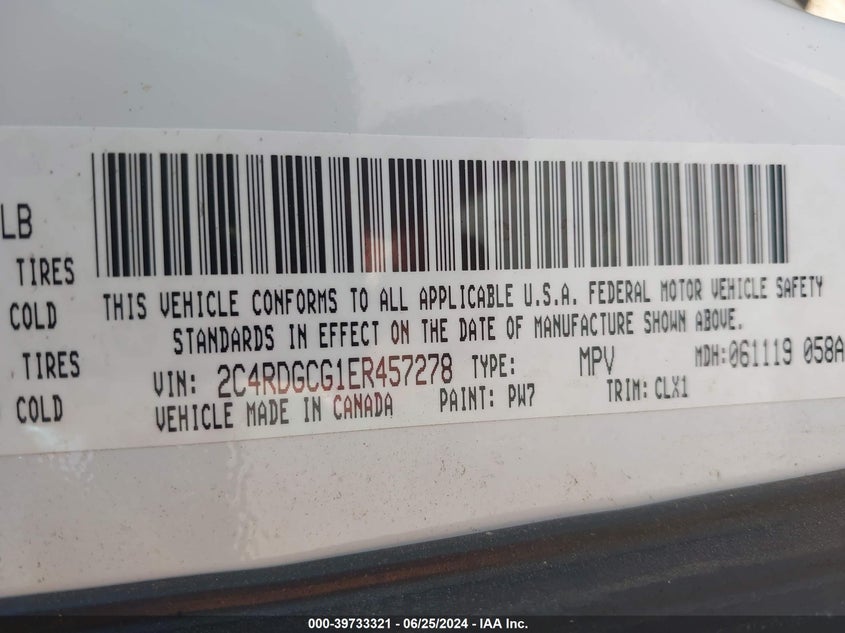 LB
TIRES
COLD
TIRES
COLD
THIS VEHICLE CONFORMS TO ALL APPLICABLE U.S.A. FEDERAL MOTOR VEHICLE SAFETY
STANDARDS IN EFFECT ON THE DATE OF MANUFACTURE SHOWN ABOVE.
VIN: 2C4RDGCG1ER457278 TYPE: MPV MDH:061119 058A
VEHICLE MADE IN CANADA PAINT: PW7 TRIM: CLX1
000-39733321 / 06/25/2024 - IAA Inc.